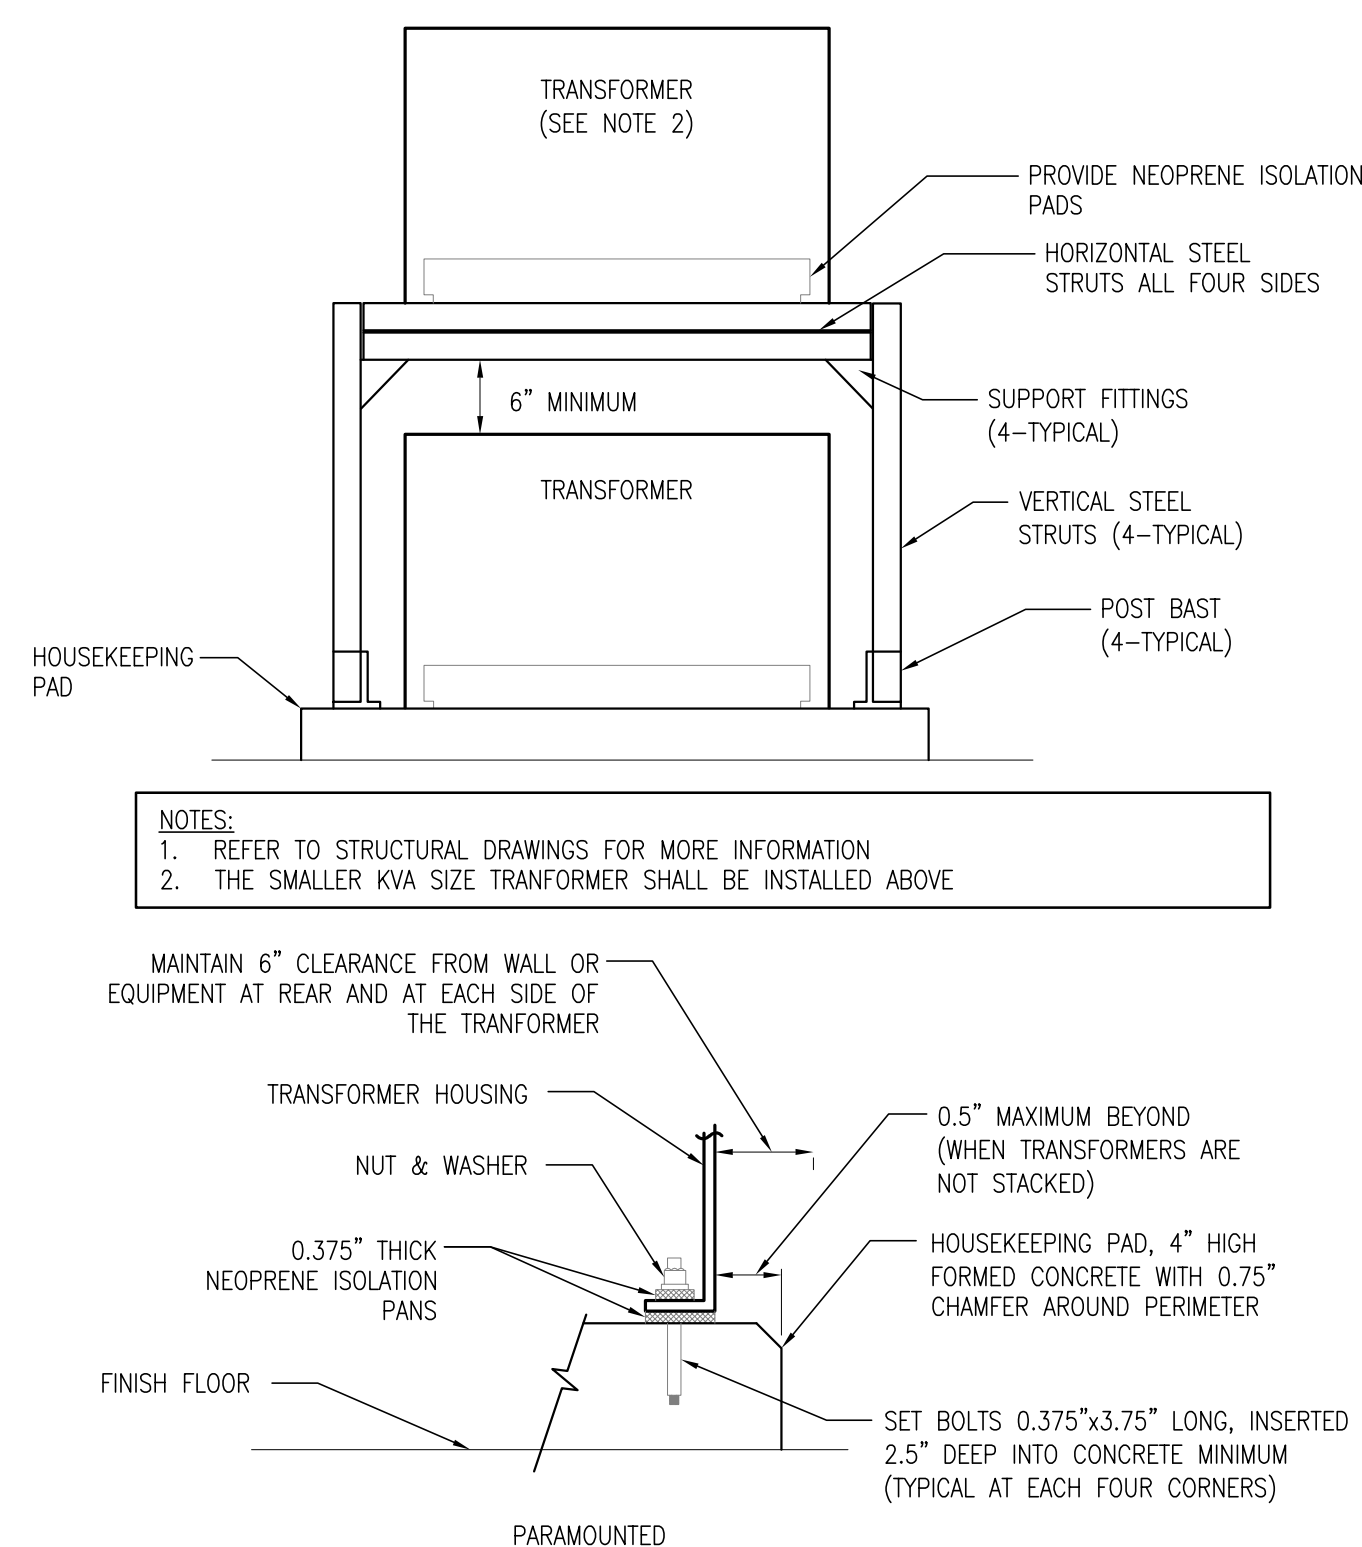 TRANSFORMER
(SEE NOTE 2)
PROVIDE NEOPRENE ISOLATION
PADS
HORIZONTAL STEEL
STRUTS ALL FOUR SIDES
6” MINIMUM
SUPPORT FITTINGS
(4-TYPICAL)
TRANSFORMER
VERTICAL STEEL
STRUTS (4-TYPICAL)
POST BAST
(4-TYPICAL)
HOUSEKEEPING
PAD
NOTES:
1. REFER TO STRUCTURAL DRAWINGS FOR MORE INFORMATION
2. THE SMALLER KVA SIZE TRANFORMER SHALL BE INSTALLED ABOVE
MAINTAIN 6” CLEARANCE FROM WALL OR
EQUIPMENT AT REAR AND AT EACH SIDE OF
THE TRANFORMER
TRANSFORMER HOUSING
NUT & WASHER
0.375” THICK
NEOPRENE ISOLATION
PANS
FINISH FLOOR
0.5” MAXIMUM BEYOND
(WHEN TRANSFORMERS ARE
NOT STACKED)
HOUSEKEEPING PAD, 4” HIGH
FORMED CONCRETE WITH 0.75”
CHAMFER AROUND PERIMETER
SET BOLTS 0.375”x3.75” LONG, INSERTED
2.5” DEEP INTO CONCRETE MINIMUM
(TYPICAL AT EACH FOUR CORNERS)
PARAMOUNTED